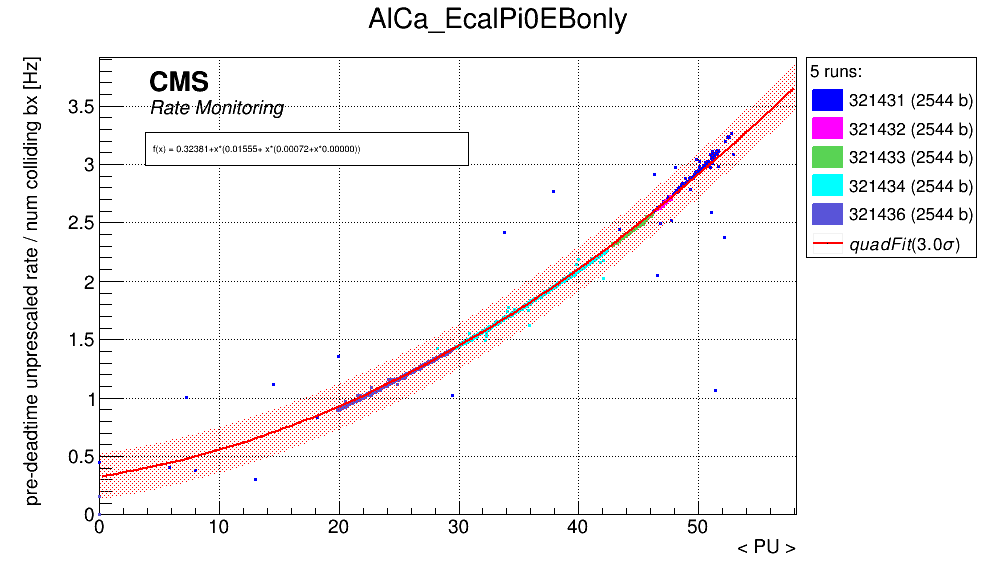 AlCa_EcalPi0EBonly
pre-deadtime unprescaled rate / num colliding bx [Hz]
CMS
Rate Monitoring
f(x) = 0.32381+x*(0.01555+ x*(0.00072+x*0.00000))
3.5
3
2.5
2
1.5
1
0.5
0
0 10 20 30 40 50
< PU >
5 runs:
321431 (2544 b)
321432 (2544 b)
321433 (2544 b)
321434 (2544 b)
321436 (2544 b)
quadFit(3.0σ)